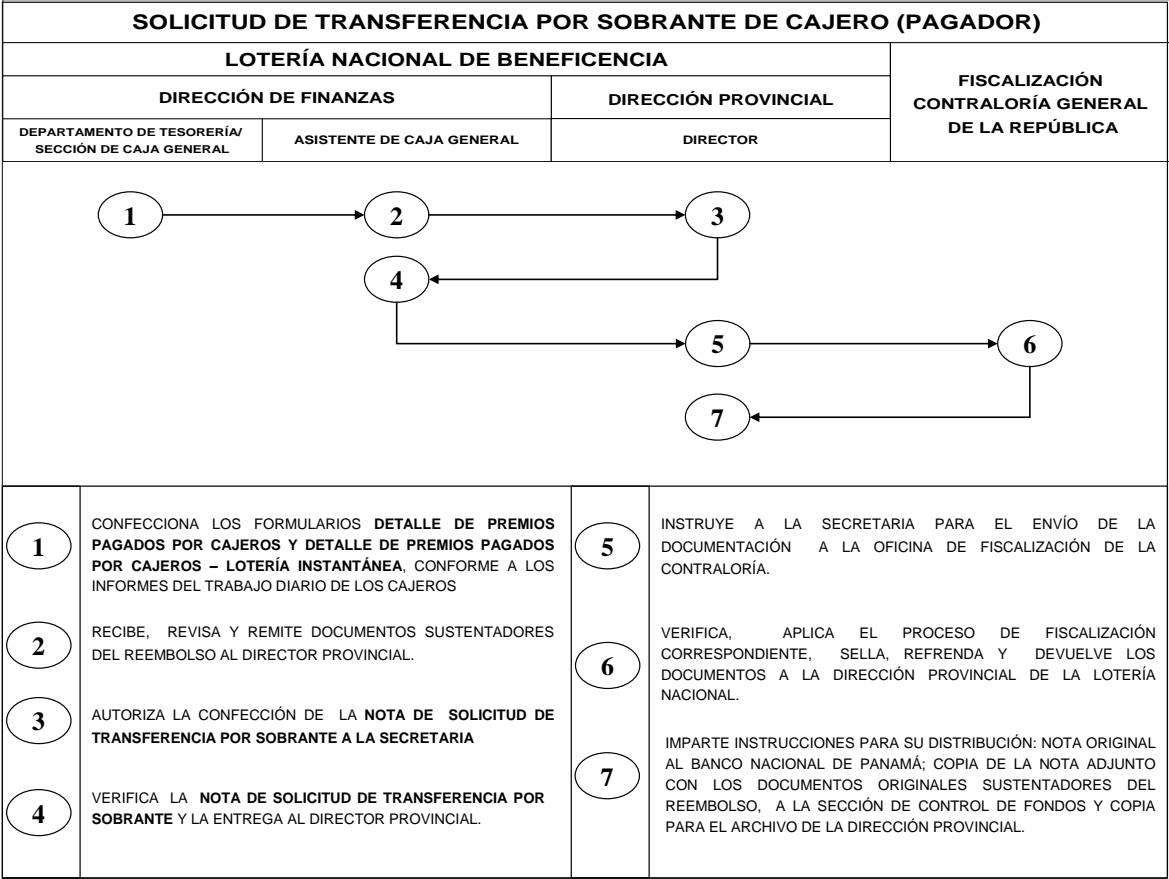 SOLICITUD DE TRANSFERENCIA POR SOBRANTE DE CAJERO (PAGADOR)
LOTERÍA NACIONAL DE BENEFICENCIA
FISCALIZACIÓN
CONTRALORÍA GENERAL
DE LA REPÚBLICA
DIRECCIÓN DE FINANZAS
DIRECCIÓN PROVINCIAL
DEPARTAMENTO DE TESORERÍA/
SECCIÓN DE CAJA GENERAL
ASISTENTE DE CAJA GENERAL
DIRECTOR
1
2
3
4
5
6
7
1
CONFECCIONA LOS FORMULARIOS DETALLE DE PREMIOS
PAGADOS POR CAJEROS Y DETALLE DE PREMIOS PAGADOS
POR CAJEROS – LOTERÍA INSTANTÁNEA, CONFORME A LOS
INFORMES DEL TRABAJO DIARIO DE LOS CAJEROS
2
RECIBE, REVISA Y REMITE DOCUMENTOS SUSTENTADORES
DEL REEMBOLSO AL DIRECTOR PROVINCIAL.
3
AUTORIZA LA CONFECCIÓN DE LA NOTA DE SOLICITUD DE
TRANSFERENCIA POR SOBRANTE A LA SECRETARIA
4
VERIFICA LA NOTA DE SOLICITUD DE TRANSFERENCIA POR
SOBRANTE Y LA ENTREGA AL DIRECTOR PROVINCIAL.
5
INSTRUYE A LA SECRETARIA PARA EL ENVÍO DE LA
DOCUMENTACIÓN A LA OFICINA DE FISCALIZACIÓN DE LA
CONTRALORÍA.
6
VERIFICA, APLICA EL PROCESO DE FISCALIZACIÓN
CORRESPONDIENTE, SELLA, REFRENDA Y DEVUELVE LOS
DOCUMENTOS A LA DIRECCIÓN PROVINCIAL DE LA LOTERÍA
NACIONAL.
7
IMPARTE INSTRUCCIONES PARA SU DISTRIBUCIÓN: NOTA ORIGINAL
AL BANCO NACIONAL DE PANAMÁ; COPIA DE LA NOTA ADJUNTO
CON LOS DOCUMENTOS ORIGINALES SUSTENTADORES DEL
REEMBOLSO, A LA SECCIÓN DE CONTROL DE FONDOS Y COPIA
PARA EL ARCHIVO DE LA DIRECCIÓN PROVINCIAL.